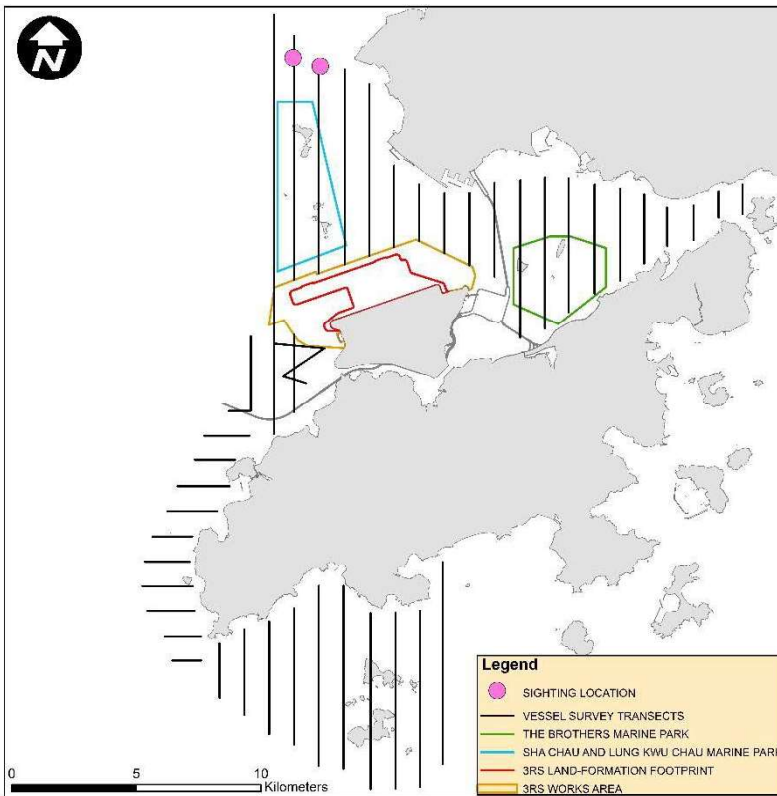 N
Legend
SIGHTING LOCATION
VESSEL SURVEY TRANSECTS
THE BROTHERS MARINE PARK
SHA CHAU AND LUNG KWU CHAU MARINE PARK
3RS LAND-FORMATION FOOTPRINT
3RS WORKS AREA
0 5 10
Kilometers